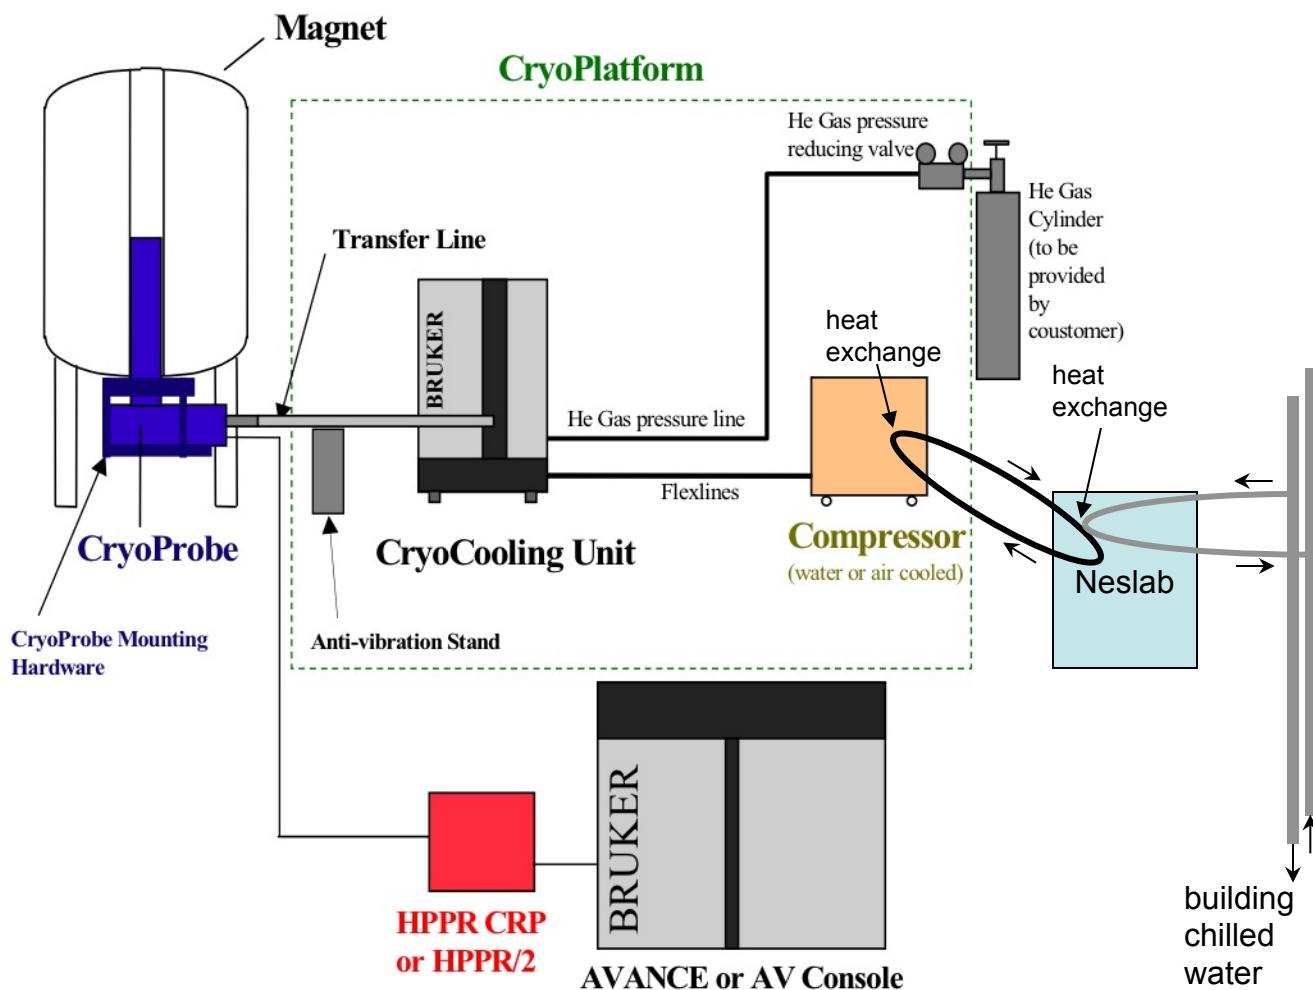 Magnet
CryoPlatform
He Gas pressure
reducing valve
He Gas
Cylinder
(to be
provided
by
coustomer)
Transfer Line
BRUKER
heat
exchange
heat
exchange
He Gas pressure line
Flexlines
CryoProbe
CryoCooling Unit
Compressor
(water or air cooled)
Neslab
CryoProbe Mounting
Hardware
Anti-vibration Stand
BRUKER
HPPR CRP
or HPPR/2
AVANCE or AV Console
building
chilled
water